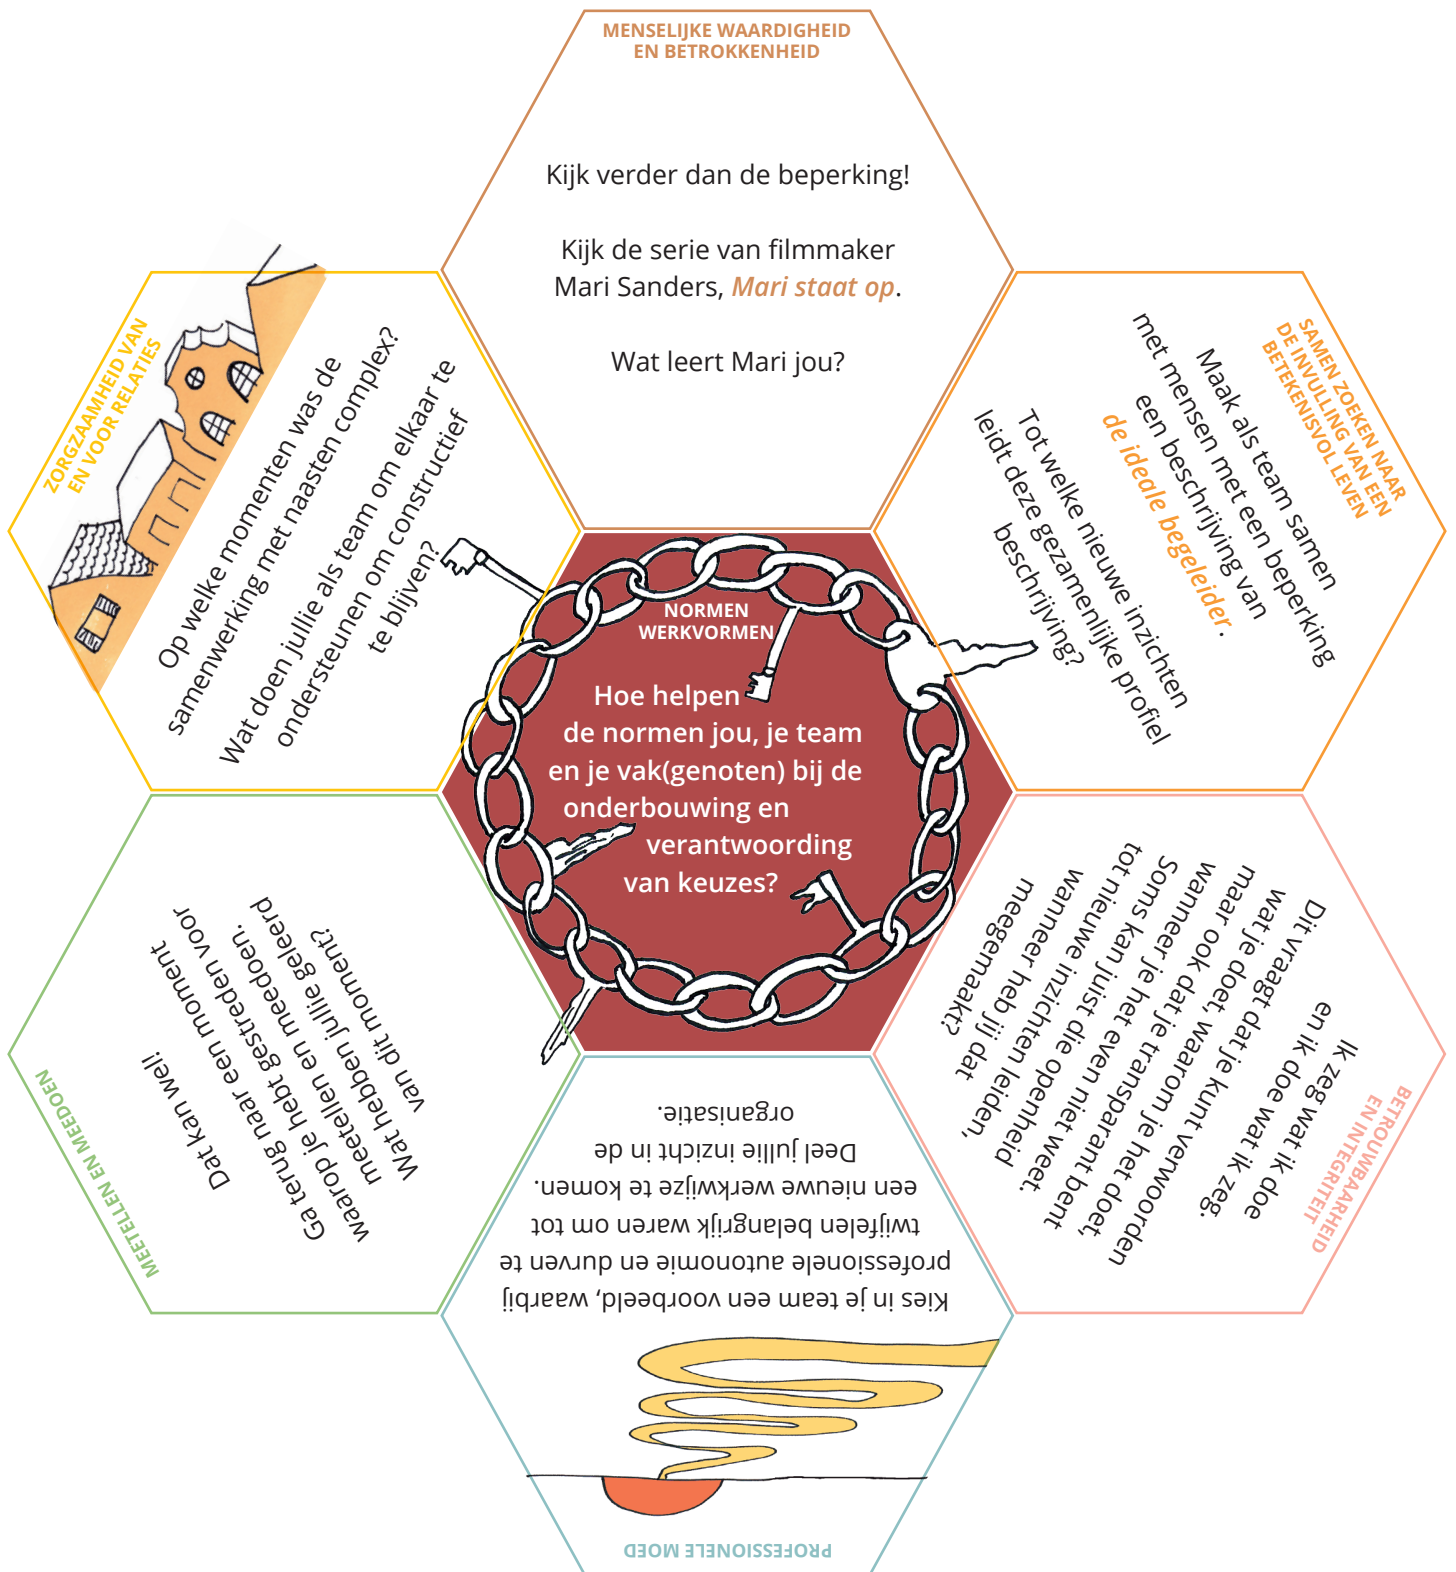 MENSELIJKE WAARDIGHEID
EN BETROKKENHEID
Kijk verder dan de beperking!
Kijk de serie van filmmaker
Mari Sanders, Mari staat op.
Wat leert Mari jou?
SAMEN ZOEKEN NAAR
DE INVULLING VAN EEN
BETEKENISVOL LEVEN
Maak als team samen
met mensen met een beperking
een beschrijving van
de ideale begeleider.
Tot welke nieuwe inzichten
leidt deze gezamenlijke profiel
beschrijving?
BETROUWBAARHEID
EN INTEGRITEIT
Ik zeg wat ik doe
en ik doe wat ik zeg.
Dit vraagt dat je kunt verwoorden
wat je doet, waarom je het doet,
maar ook dat je transparant bent
wanneer je het even niet weet.
Soms kan juist die openheid
tot nieuwe inzichten leiden,
wanneer heb jij dat
meegemaakt?
PROFESSIONELE MOED
Kies in je team een voorbeeld, waarbij
professionele autonomie en durven te
twijfelen belangrijk waren om tot
een nieuwe werkwijze te komen.
Deel jullie inzicht in de
organisatie.
MEETELLEN EN MEEDOEN
Dat kan wel!
Ga terug naar een moment
waarop je hebt gestreden voor
meetellen en meedoen.
Wat hebben jullie geleerd
van dit moment?
ZORGZAAMHEID VAN
EN VOOR RELATIES
Op welke momenten was de
samenwerking met naasten complex?
Wat doen jullie als team om elkaar te
ondersteunen om constructief
te blijven?
NORMEN
WERKVORMEN
Hoe helpen
de normen jou, je team
en je vak(genoten) bij de
onderbouwing en
verantwoording
van keuzes?